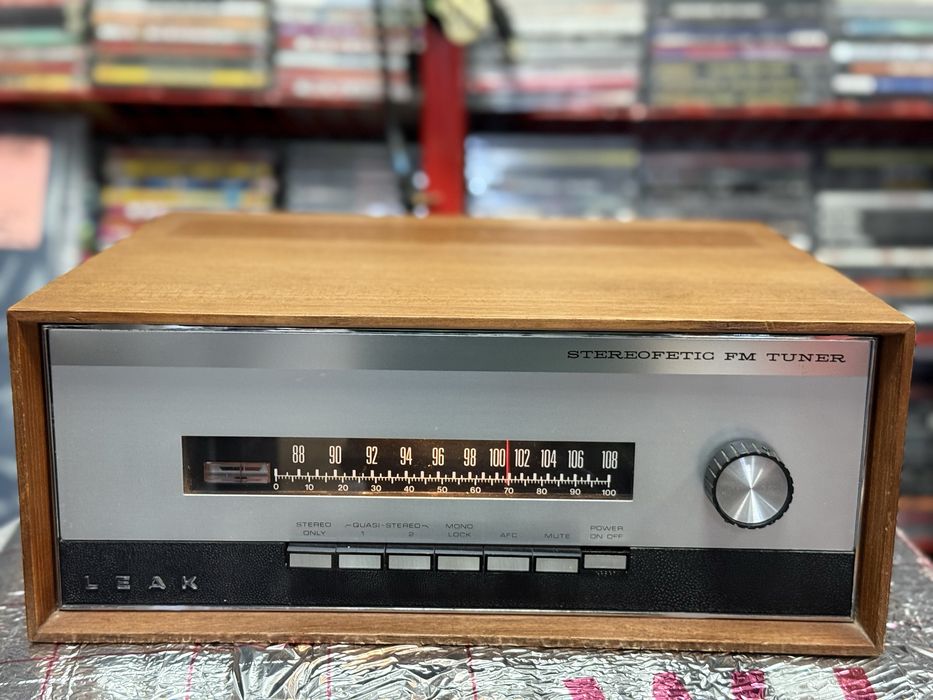 STEREOFETIC FM TUNER
88 90 92 94 96 98 100 102 104 106 108
0 10 20 30 40 50 60 70 80 90 100
STEREO QUASI-STEREO MONO POWER
ONLY 1 2 LOCK AFC MUTE ON OFF
LEAK